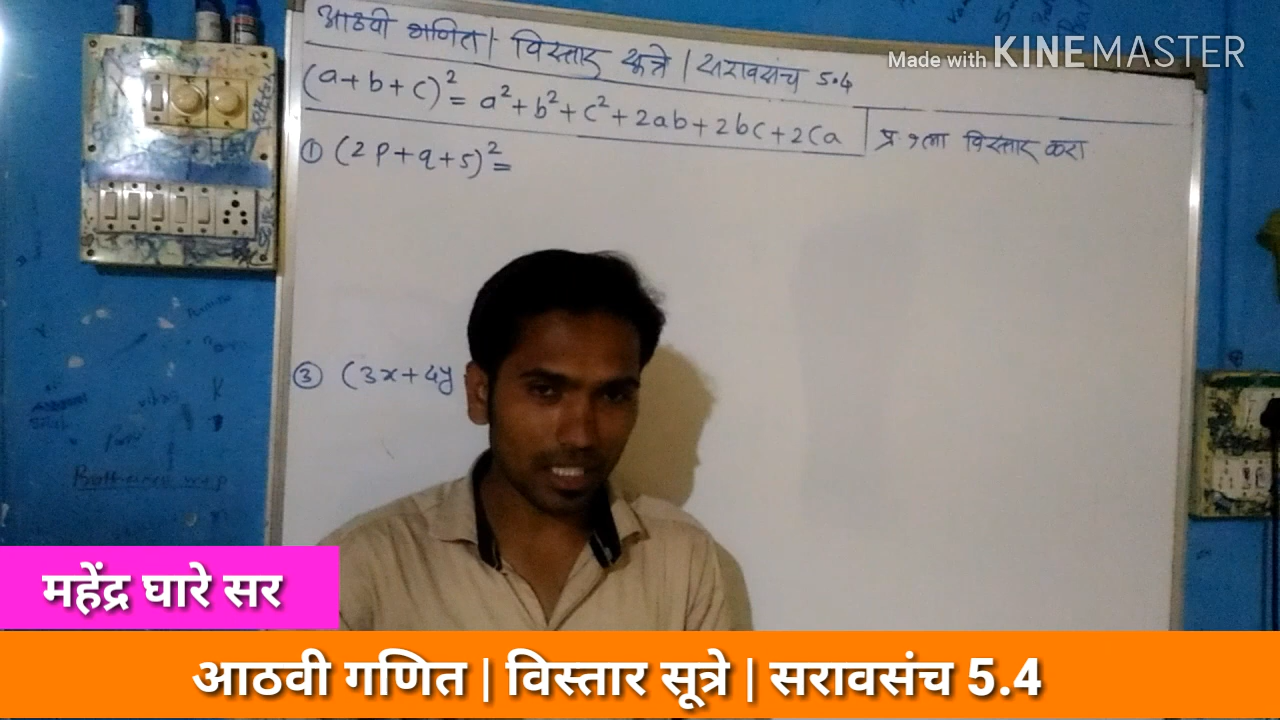 आठवी गणित | विस्तार सूत्रे | सरावसंच 5.4
Made with KINEMASTER
(a+b+c)² = a²+b²+c²+2ab+2bc+2ca
प्र १ला विस्तार करा
① (2p+q+5)² =
③ (3x+4y
महेंद्र घारे सर
आठवी गणित | विस्तार सूत्रे | सरावसंच 5.4